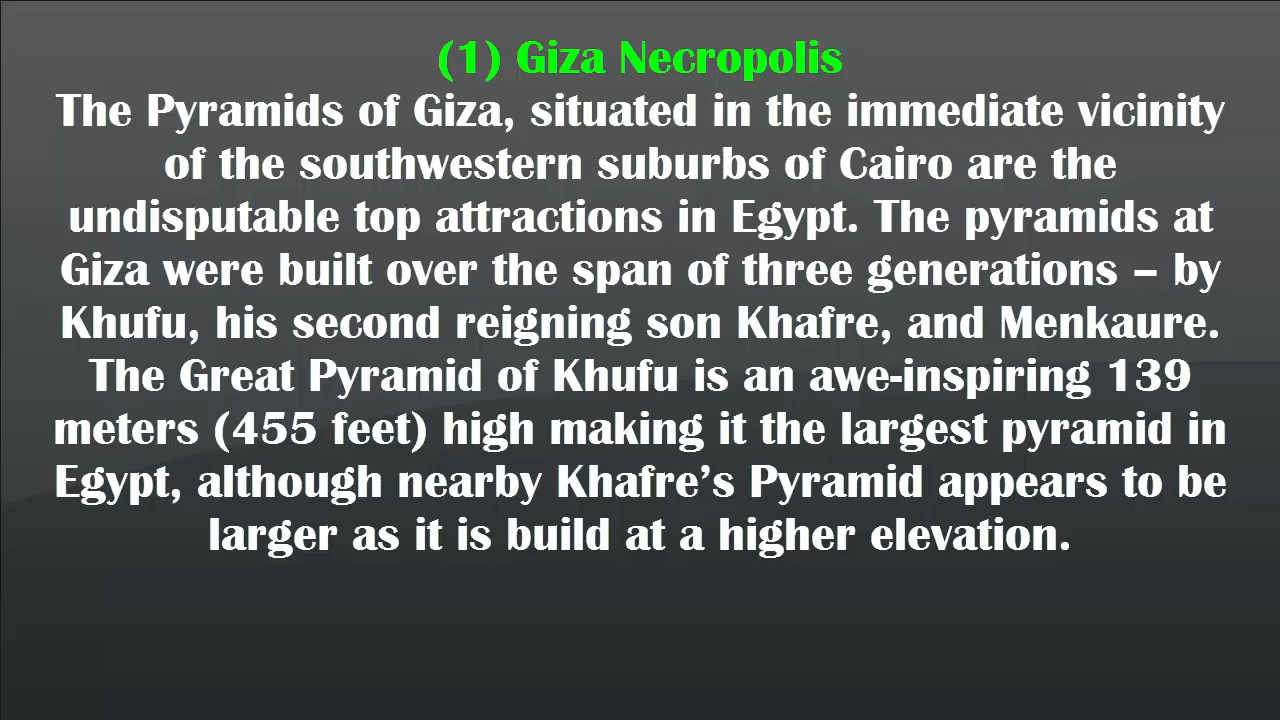 (1) Giza Necropolis
The Pyramids of Giza, situated in the immediate vicinity
of the southwestern suburbs of Cairo are the
undisputable top attractions in Egypt. The pyramids at
Giza were built over the span of three generations – by
Khufu, his second reigning son Khafre, and Menkaure.
The Great Pyramid of Khufu is an awe-inspiring 139
meters (455 feet) high making it the largest pyramid in
Egypt, although nearby Khafre’s Pyramid appears to be
larger as it is build at a higher elevation.